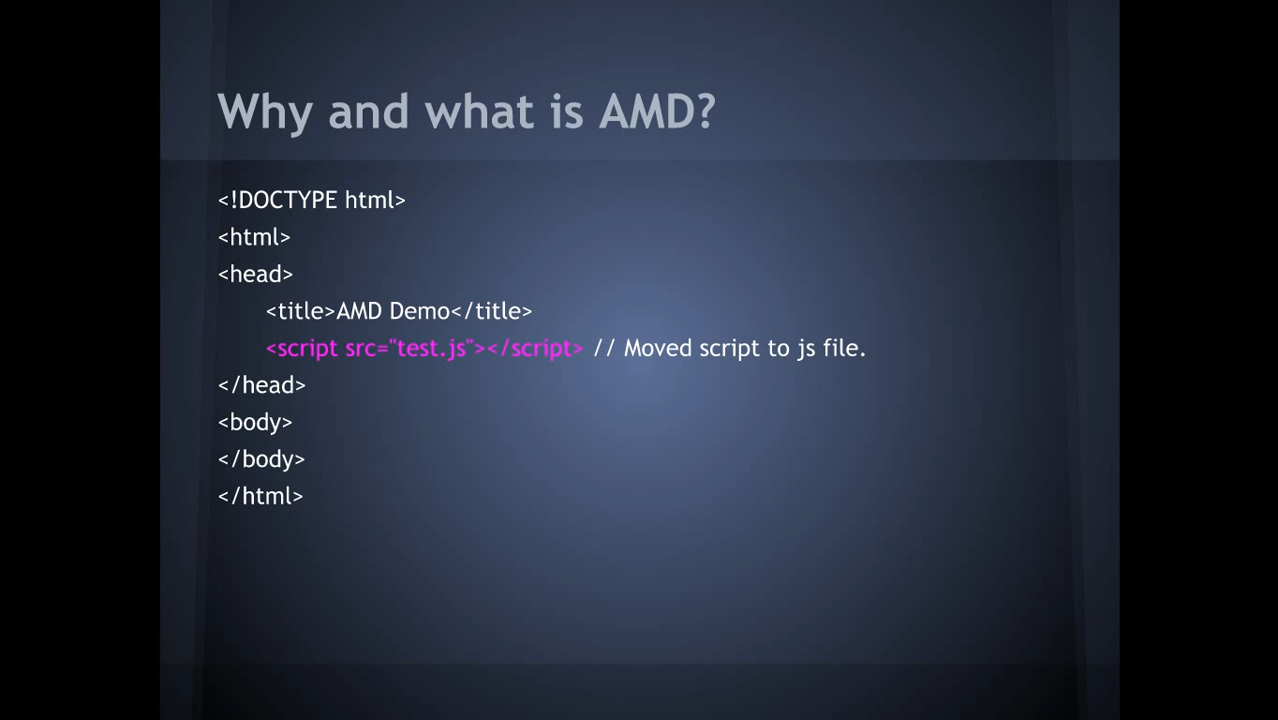 Why and what is AMD?
<!DOCTYPE html>
<html>
<head>
<title>AMD Demo</title>
<script src="test.js"></script> // Moved script to js file.
</head>
<body>
</body>
</html>